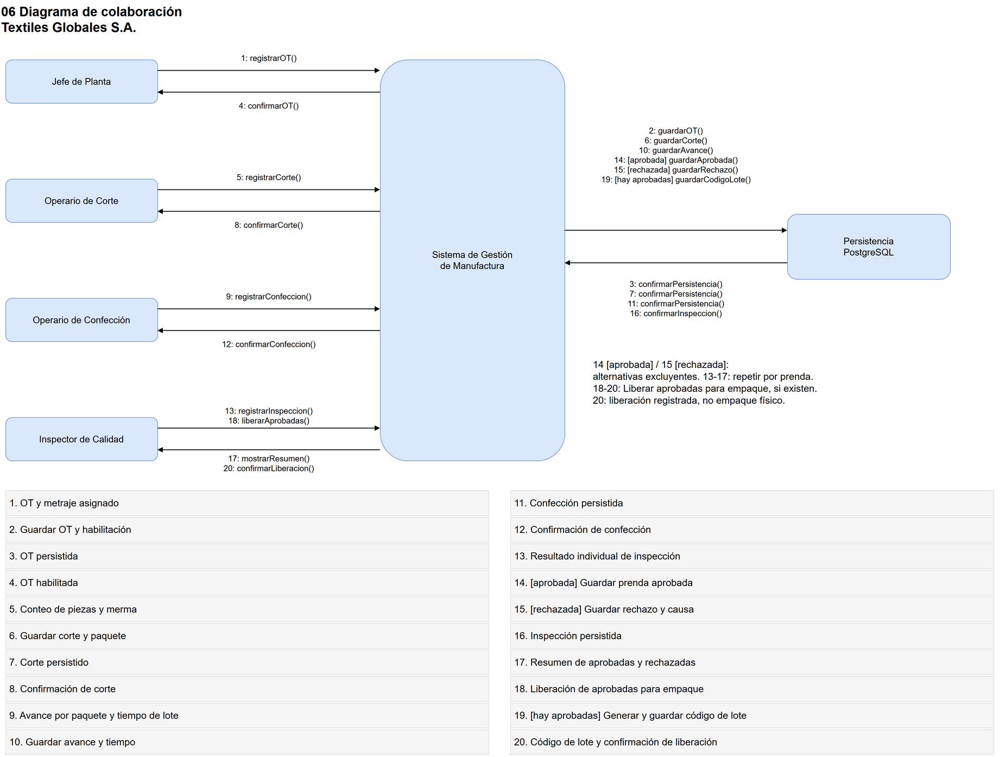 06 Diagrama de colaboración
Textiles Globales S.A.
Jefe de Planta
1: registrarOT()
4: confirmarOT()
Operario de Corte
5: registrarCorte()
8: confirmarCorte()
Operario de Confección
9: registrarConfeccion()
12: confirmarConfeccion()
Inspector de Calidad
13: registrarInspeccion()
18: liberarAprobadas()
17: mostrarResumen()
20: confirmarLiberacion()
Sistema de Gestión
de Manufactura
2: guardarOT()
6: guardarCorte()
10: guardarAvance()
14: [aprobada] guardarAprobada()
15: [rechazada] guardarRechazo()
19: [hay aprobadas] guardarCodigoLote()
Persistencia
PostgreSQL
3: confirmarPersistencia()
7: confirmarPersistencia()
11: confirmarPersistencia()
16: confirmarInspeccion()
14 [aprobada] / 15 [rechazada]:
alternativas excluyentes. 13-17: repetir por prenda.
18-20: Liberar aprobadas para empaque, si existen.
20: liberación registrada, no empaque físico.
1. OT y metraje asignado
2. Guardar OT y habilitación
3. OT persistida
4. OT habilitada
5. Conteo de piezas y merma
6. Guardar corte y paquete
7. Corte persistido
8. Confirmación de corte
9. Avance por paquete y tiempo de lote
10. Guardar avance y tiempo
11. Confección persistida
12. Confirmación de confección
13. Resultado individual de inspección
14. [aprobada] Guardar prenda aprobada
15. [rechazada] Guardar rechazo y causa
16. Inspección persistida
17. Resumen de aprobadas y rechazadas
18. Liberación de aprobadas para empaque
19. [hay aprobadas] Generar y guardar código de lote
20. Código de lote y confirmación de liberación